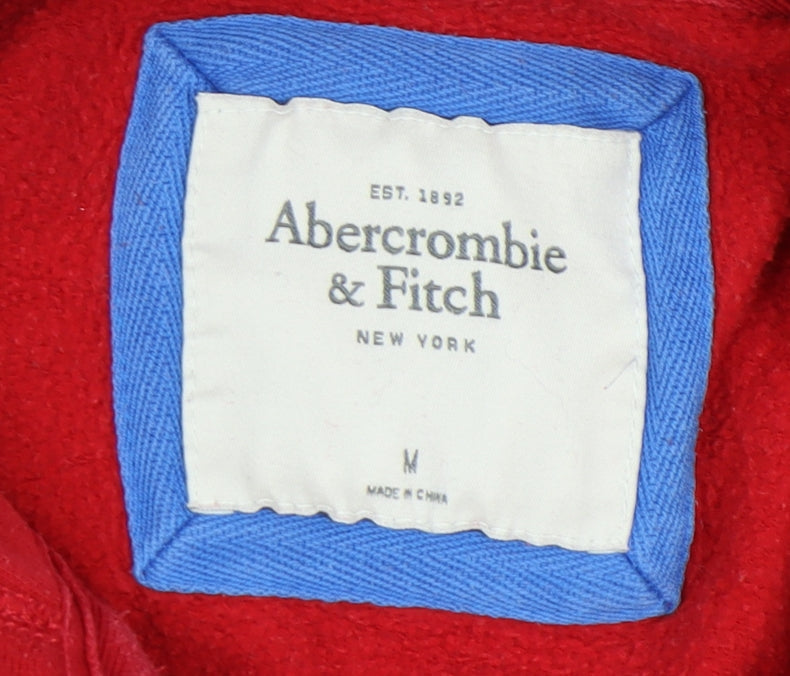 EST. 1892
Abercrombie
& Fitch
NEW YORK
M
MADE IN CHINA